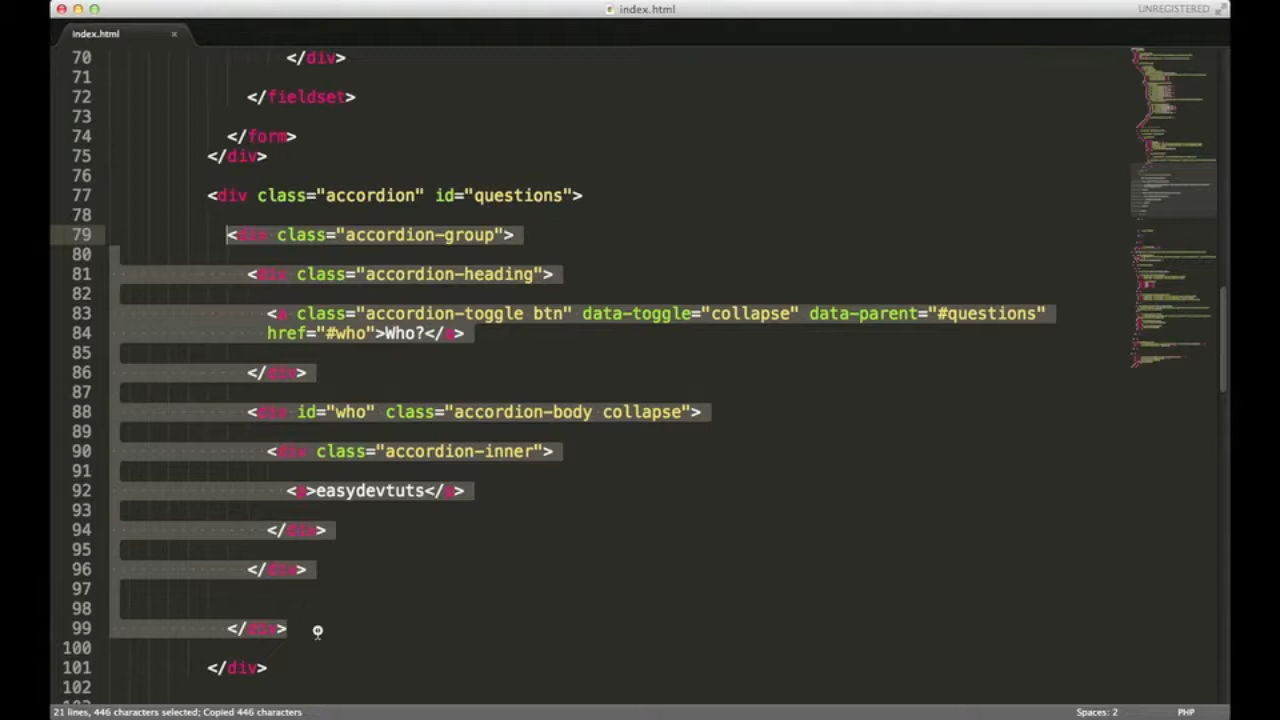 index.html
UNREGISTERED
index.html ×
70 </div>
71
72 </fieldset>
73
74 </form>
75 </div>
76
77 <div class="accordion" id="questions">
78
79 <div class="accordion-group">
80
81 <div class="accordion-heading">
82
83 <a class="accordion-toggle btn" data-toggle="collapse" data-parent="#questions"
84 href="#who">Who?</a>
85
86 </div>
87
88 <div id="who" class="accordion-body collapse">
89
90 <div class="accordion-inner">
91
92 <p>easydevtuts</p>
93
94 </div>
95
96 </div>
97
98
99 </div>
100
101 </div>
102
21 lines, 446 characters selected; Copied 446 characters
Spaces: 2
PHP